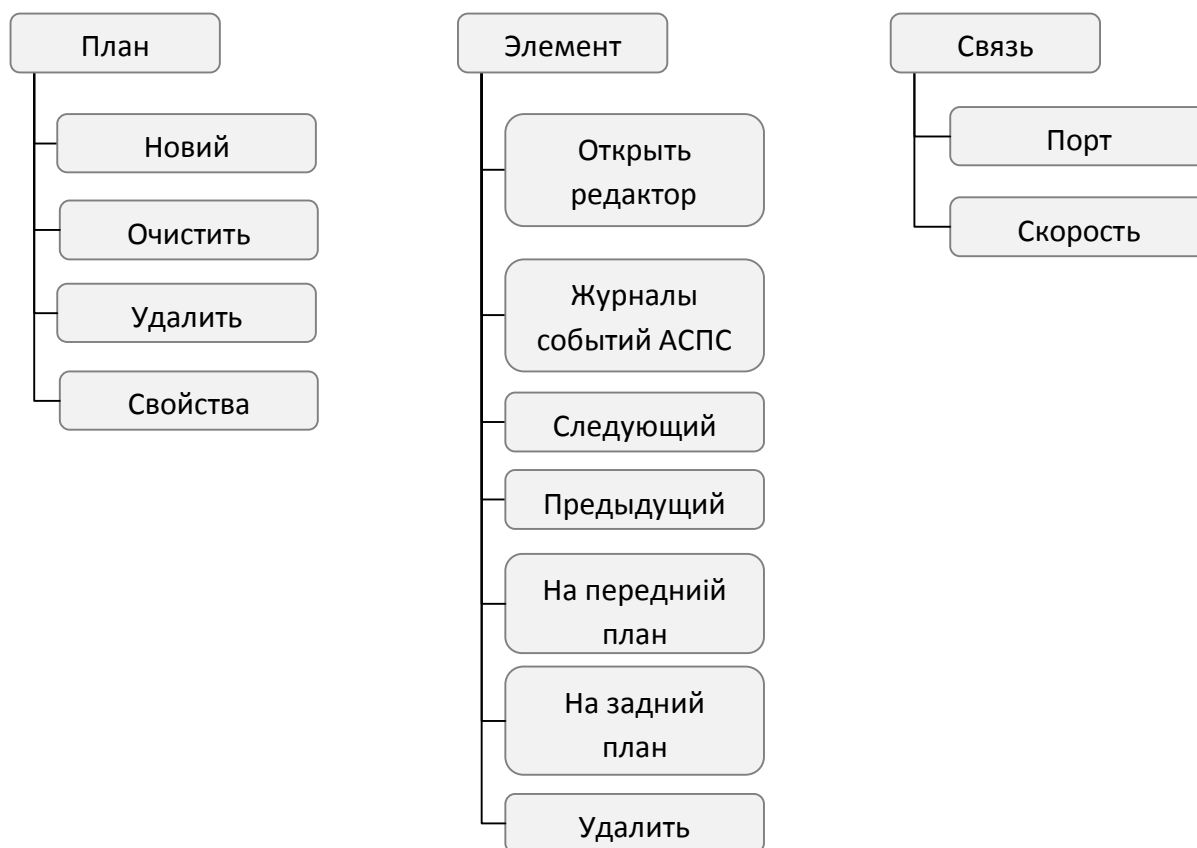 План
Новий
Очистить
Удалить
Свойства
Элемент
Открыть
редактор
Журналы
событий АСПС
Следующий
Предыдущий
На передниій
план
На задний
план
Удалить
Связь
Порт
Скорость